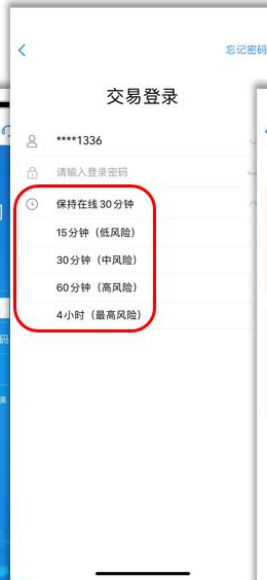 忘记密码
交易登录
****1336
请输入登录密码
保持在线30分钟
15分钟（低风险）
30分钟（中风险）
60分钟（高风险）
4小时（最高风险）
码